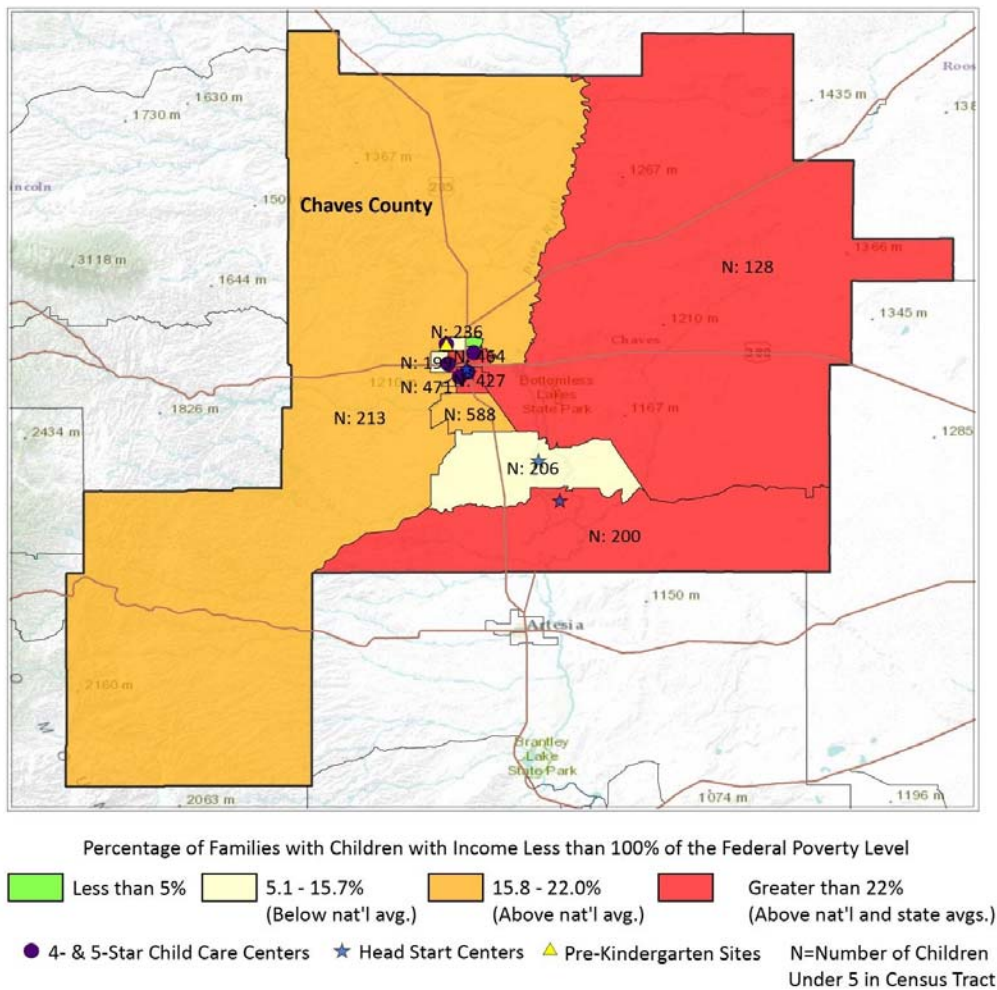 1435 m
Roos
1630 m
1730 m
1367 m
1267 m
incoln
285
150
Chaves County
3118 m
1366 m
N: 128
1644 m
1345 m
1210 m
N: 236
Chaves
N: 19
N: 427
N: 471
Bottomless
Lakes
State Park
1826 m
N: 213
N: 588
1167 m
2434 m
1285
N: 206
N: 200
1150 m
Artesia
2160 m
Brantley
Lake
State Park
2063 m
1074 m
1196 m
Percentage of Families with Children with Income Less than 100% of the Federal Poverty Level
Less than 5%
5.1 - 15.7%
(Below nat'l avg.)
15.8 - 22.0%
(Above nat'l avg.)
Greater than 22%
(Above nat'l and state avgs.)
4- & 5-Star Child Care Centers
Head Start Centers
Pre-Kindergarten Sites
N=Number of Children
Under 5 in Census Tract